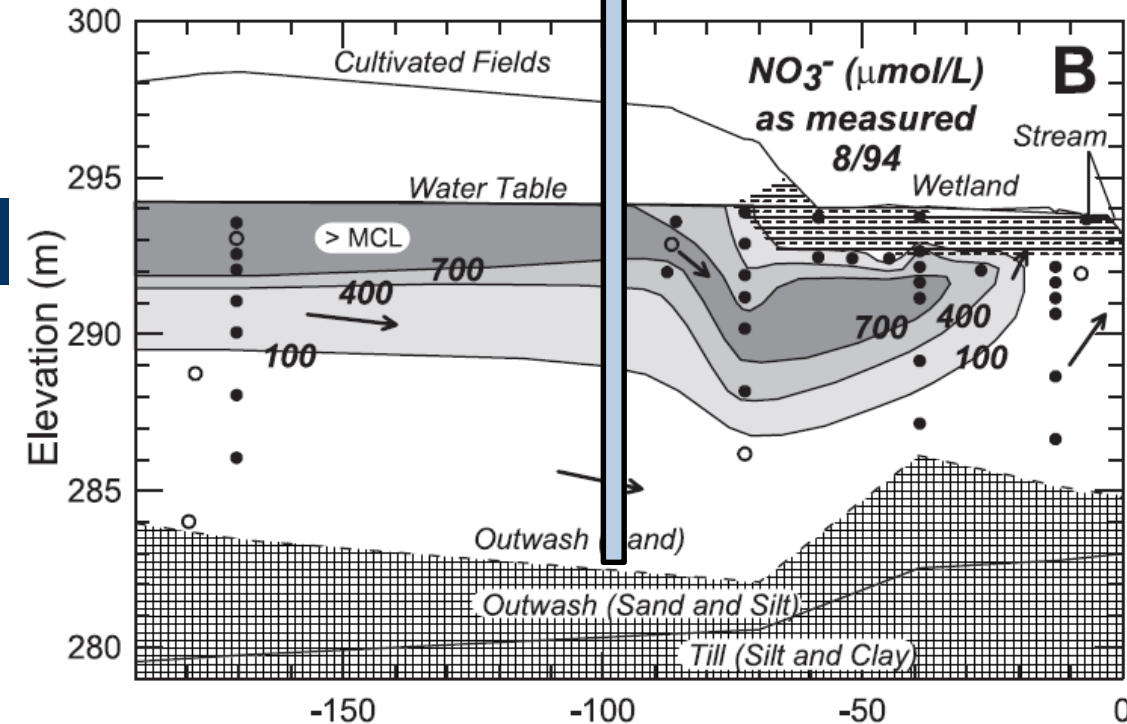 300
295
290
285
280
Elevation (m)
Cultivated Fields
NO3- (μmol/L)
as measured
8/94
B
Stream
Water Table
Wetland
> MCL
700
400
100
700
400
100
Outwash (and)
Outwash (Sand and Silt)
Till (Silt and Clay)
-150
-100
-50
0